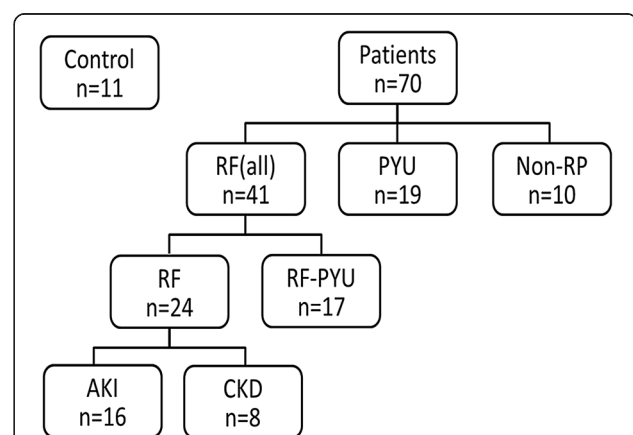 Control
n=11
Patients
n=70
RF(all)
n=41
PYU
n=19
Non-RP
n=10
RF
n=24
RF-PYU
n=17
AKI
n=16
CKD
n=8